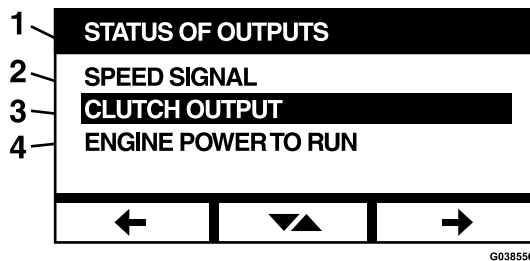 1
STATUS OF OUTPUTS
2
SPEED SIGNAL
3
CLUTCH OUTPUT
4
ENGINE POWER TO RUN